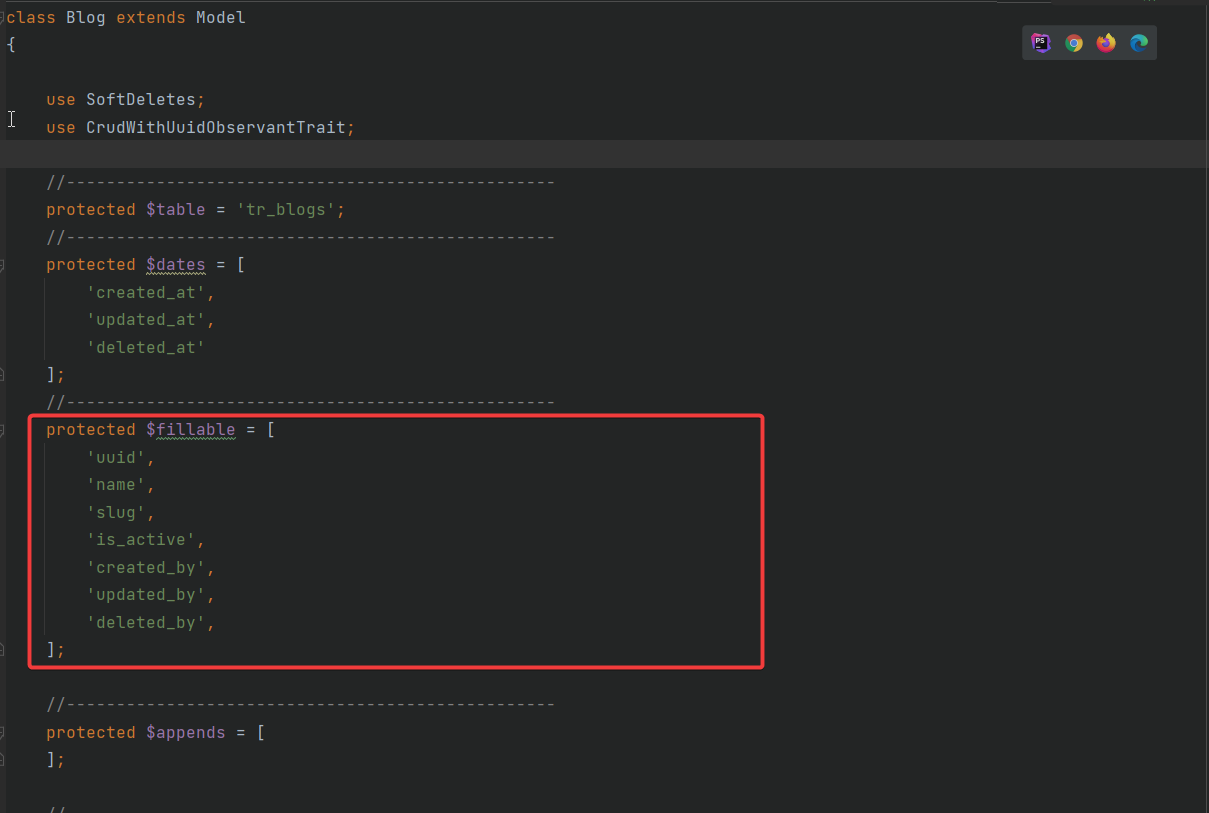 class Blog extends Model
{
PS
use SoftDeletes;
use CrudWithUuidObservantTrait;
//-------------------------------------------------
protected $table = 'tr_blogs';
//-------------------------------------------------
protected $dates = [
'created_at',
'updated_at',
'deleted_at'
];
//-------------------------------------------------
protected $fillable = [
'uuid',
'name',
'slug',
'is_active',
'created_by',
'updated_by',
'deleted_by',
];
//-------------------------------------------------
protected $appends = [
];